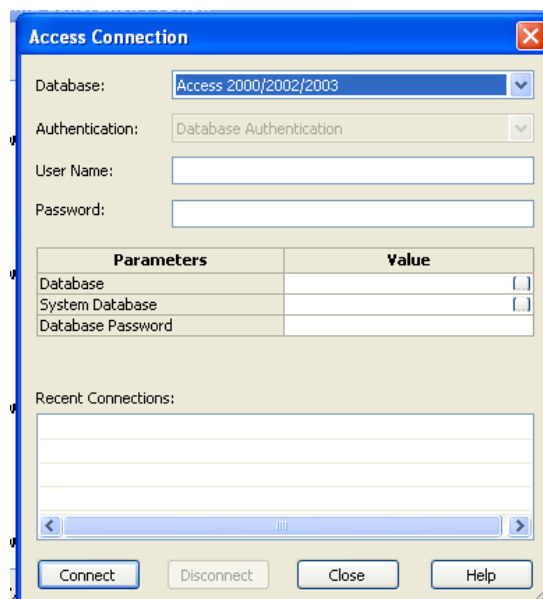 Access Connection
Database: Access 2000/2002/2003
Authentication: Database Authentication
User Name:
Password:
Parameters Value
Database
System Database
Database Password
Recent Connections:
Connect Disconnect Close Help